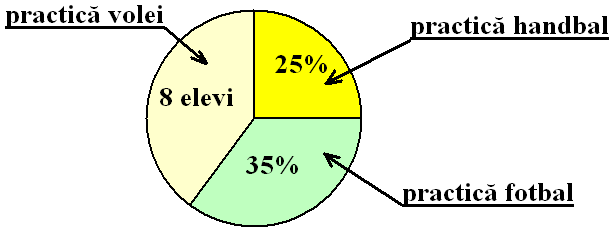 practică volei
practică handbal
25%
8 elevi
35%
practică fotbal